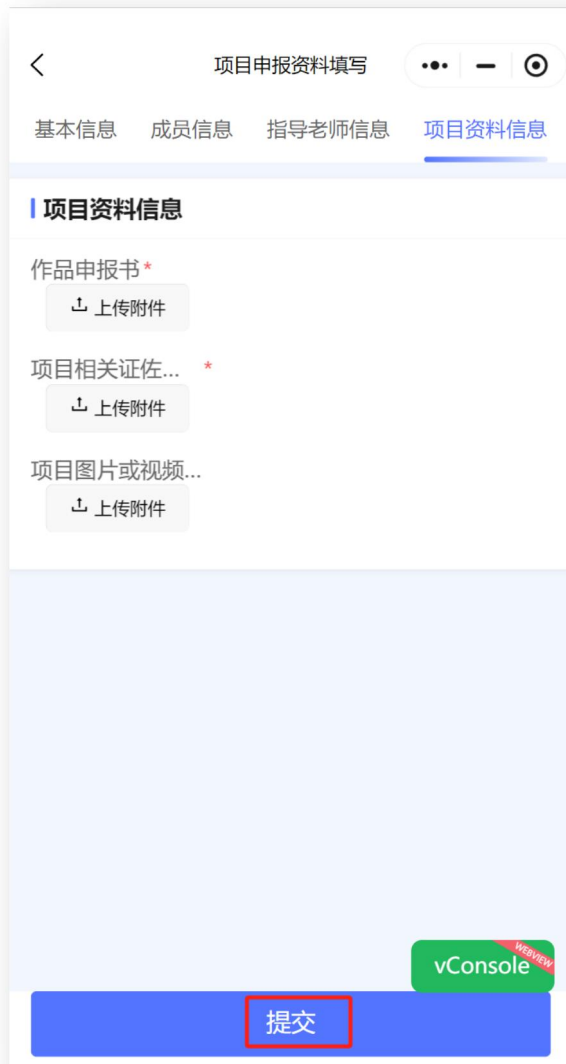 项目申报资料填写
基本信息 成员信息 指导老师信息 项目资料信息
项目资料信息
作品申报书*
上传附件
项目相关证佐... *
上传附件
项目图片或视频...
上传附件
WEBVIEW
vConsole
提交